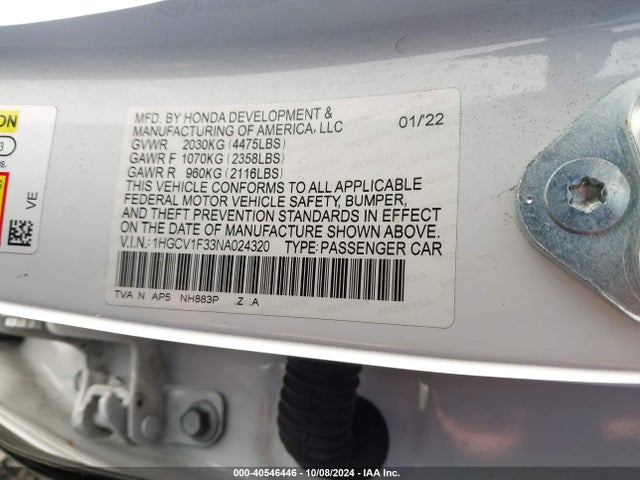 ON
3
VE
MFD. BY HONDA DEVELOPMENT &
MANUFACTURING OF AMERICA, LLC 01/'22
GVWR 2030KG(4475LBS)
GAWR F 1070KG(2358LBS)
GAWR R 960KG(2116LBS)
THIS VEHICLE CONFORMS TO ALL APPLICABLE
FEDERAL MOTOR VEHICLE SAFETY, BUMPER,
AND THEFT PREVENTION STANDARDS IN EFFECT
ON THE DATE OF MANUFACTURE SHOWN ABOVE.
V.I.N.: 1HGCV1F33NA024320 TYPE:PASSENGER CAR
TVA N AP5 NH883P .Z .A
000-40546446 - 10/08/2024 - IAA Inc.